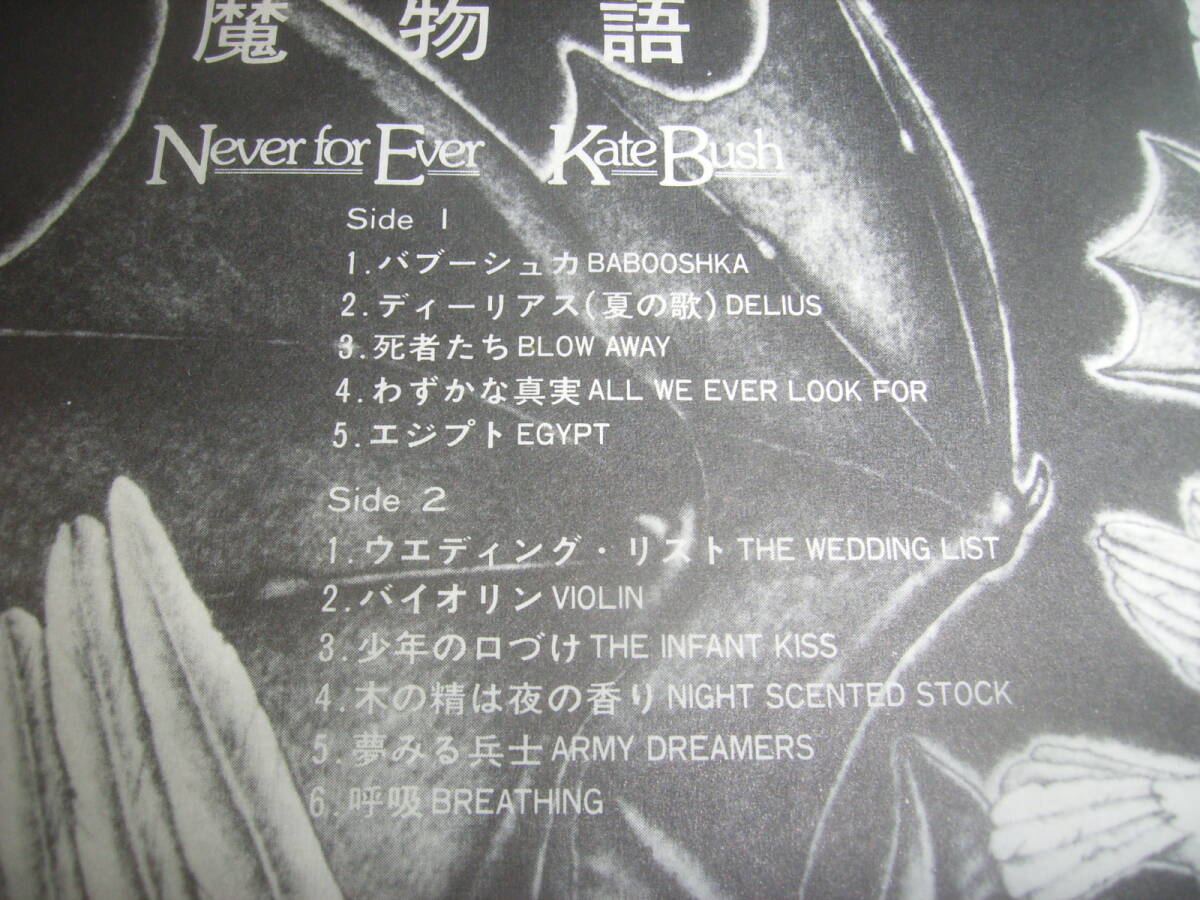 魔物語
Never for Ever Kate Bush
Side 1
1. バブーシュカ BABOOSHKA
2. ディーリアス(夏の歌) DELIUS
3. 死者たち BLOW AWAY
4. わずかな真実 ALL WE EVER LOOK FOR
5. エジプト EGYPT
Side 2
1. ウエディング・リスト THE WEDDING LIST
2. バイオリン VIOLIN
3. 少年の口づけ THE INFANT KISS
4. 木の精は夜の香り NIGHT SCENTED STOCK
5. 夢みる兵士 ARMY DREAMERS
6. 呼吸 BREATHING